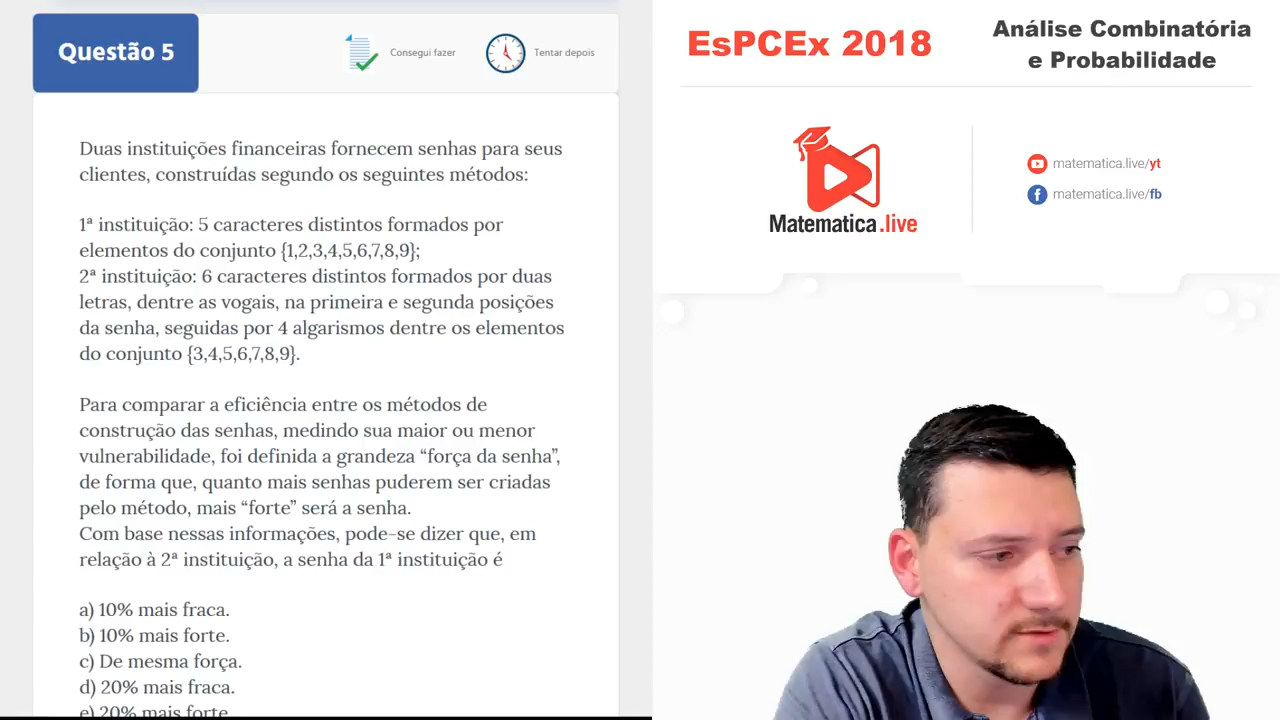 Questão 5
Consegui fazer
Tentar depois
Duas instituições financeiras fornecem senhas para seus
clientes, construídas segundo os seguintes métodos:
1ª instituição: 5 caracteres distintos formados por
elementos do conjunto {1,2,3,4,5,6,7,8,9};
2ª instituição: 6 caracteres distintos formados por duas
letras, dentre as vogais, na primeira e segunda posições
da senha, seguidas por 4 algarismos dentre os elementos
do conjunto {3,4,5,6,7,8,9}.
Para comparar a eficiência entre os métodos de
construção das senhas, medindo sua maior ou menor
vulnerabilidade, foi definida a grandeza “força da senha”,
de forma que, quanto mais senhas puderem ser criadas
pelo método, mais “forte” será a senha.
Com base nessas informações, pode-se dizer que, em
relação à 2ª instituição, a senha da 1ª instituição é
a) 10% mais fraca.
b) 10% mais forte.
c) De mesma força.
d) 20% mais fraca.
e) 20% mais forte
EsPCEx 2018
Análise Combinatória
e Probabilidade
Matematica.live
matematica.live/yt
matematica.live/fb